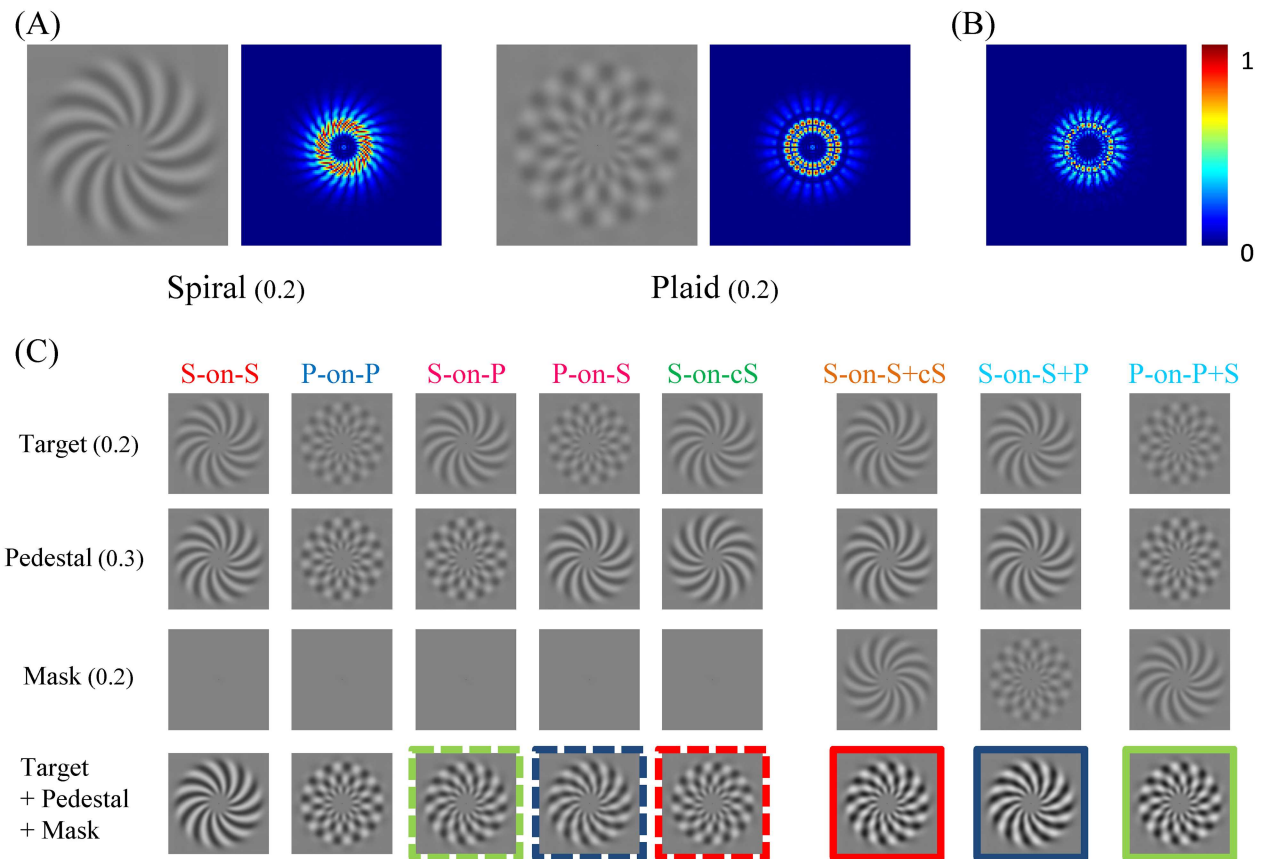 (A)
(B)
1
0
Spiral (0.2)
Plaid (0.2)
(C)
S-on-S P-on-P S-on-P P-on-S S-on-cS S-on-S+cS S-on-S+P P-on-P+S
Target (0.2)
Pedestal (0.3)
Mask (0.2)
Target
+ Pedestal
+ Mask